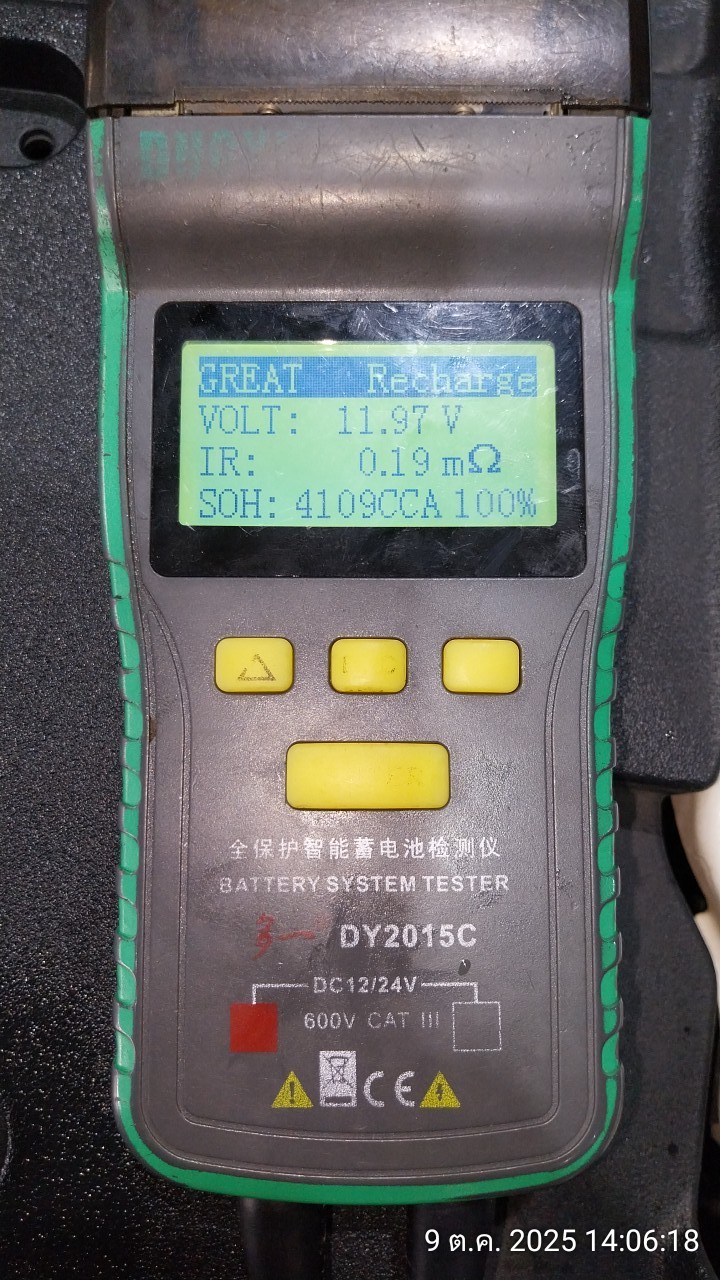 GREAT Recharge
VOLT: 11.97 V
IR: 0.19 mΩ
SOH: 4109CCA 100%
全保护智能蓄电池检测仪
BATTERY SYSTEM TESTER
DY2015C
DC12/24V
600V CAT III
CE
9 ต.ค. 2025 14:06:18